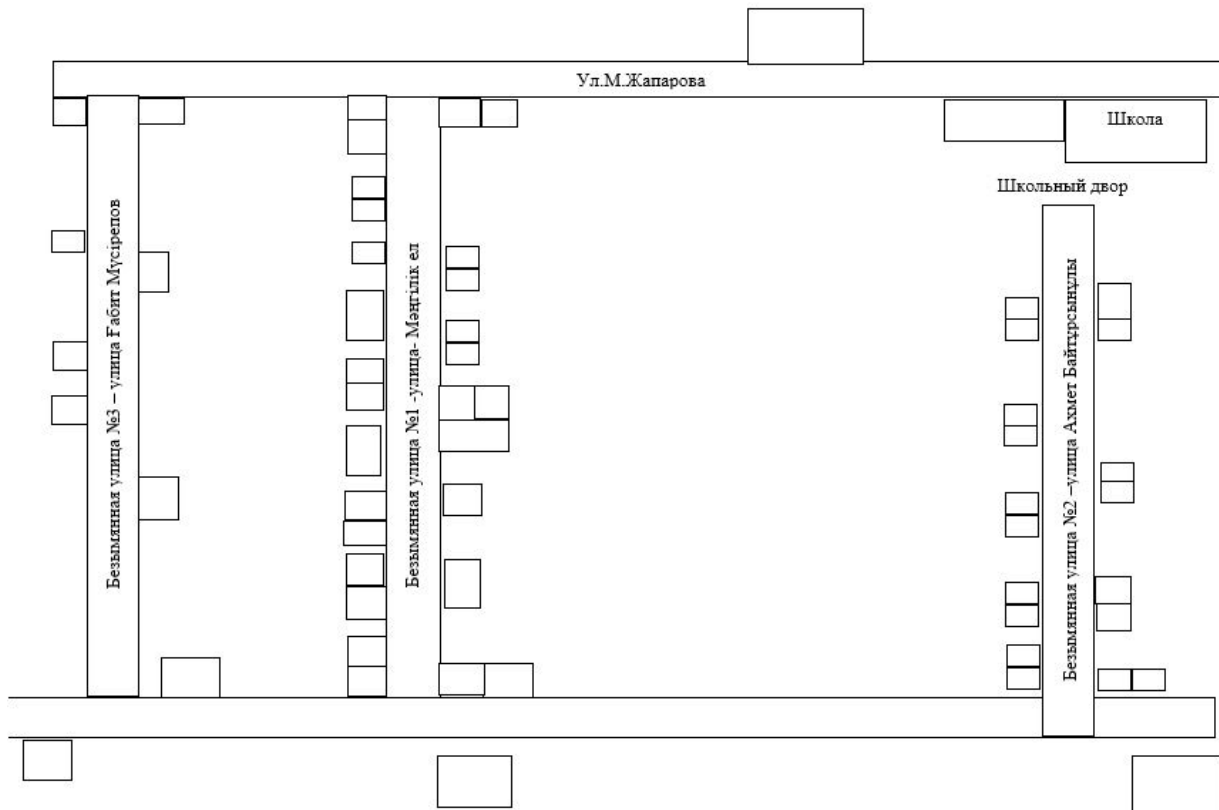 Ул.М.Жапарова
Школа
Школьный двор
Безымянная улица №3 – улица Ғабит Мүсірепов
Безымянная улица №1 -улица- Мәңгілік ел
Безымянная улица №2 –улица Ахмет Байтұрсынұлы